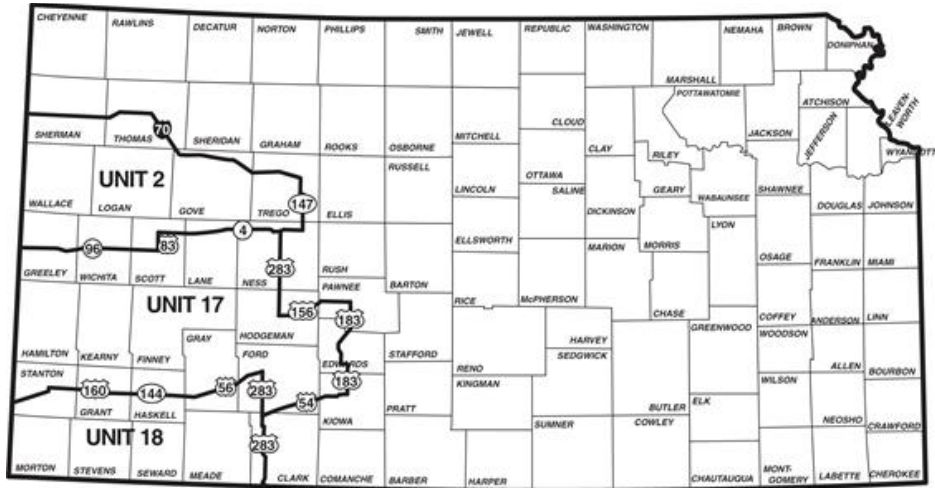 CHEYENNE
RAWLINS
DECATUR
NORTON
PHILLIPS
SMITH
JEWELL
REPUBLIC
WASHINGTON
NEMAHA
BROWN
DONIPHAN
MARSHALL
POTTAWATOMIE
ATCHISON
LEAVEN-
WORTH
SHERMAN
THOMAS
70
SHERIDAN
GRAHAM
ROOKS
OSBORNE
MITCHELL
CLOUD
CLAY
RILEY
JACKSON
JEFFERSON
WYANDOTT
UNIT 2
RUSSELL
LINCOLN
OTTAWA
SALINE
GEARY
WABAUNSEE
SHAWNEE
WALLACE
LOGAN
GOVE
TREGO
147
ELLIS
DICKINSON
DOUGLAS
JOHNSON
96
83
4
283
ELLSWORTH
MARION
MORRIS
LYON
OSAGE
FRANKLIN
MIAMI
GREELEY
WICHITA
SCOTT
LANE
NESS
RUSH
PAWNEE
BARTON
RICE
McPHERSON
CHASE
COFFEY
ANDERSON
LINN
UNIT 17
156
183
GREENWOOD
WOODSON
HAMILTON
KEARNY
FINNEY
GRAY
HODGEMAN
FORD
EDWARDS
STAFFORD
RENO
HARVEY
SEDGWICK
ALLEN
BOURBON
STANTON
160
144
56
283
54
183
KINGMAN
WILSON
GRANT
HASKELL
KIOWA
PRATT
BUTLER
ELK
NEOSHO
CRAWFORD
UNIT 18
283
SUMNER
COWLEY
MORTON
STEVENS
SEWARD
MEADE
CLARK
COMANCHE
BARBER
HARPER
CHAUTAUQUA
MONT-
GOMERY
LABETTE
CHEROKEE